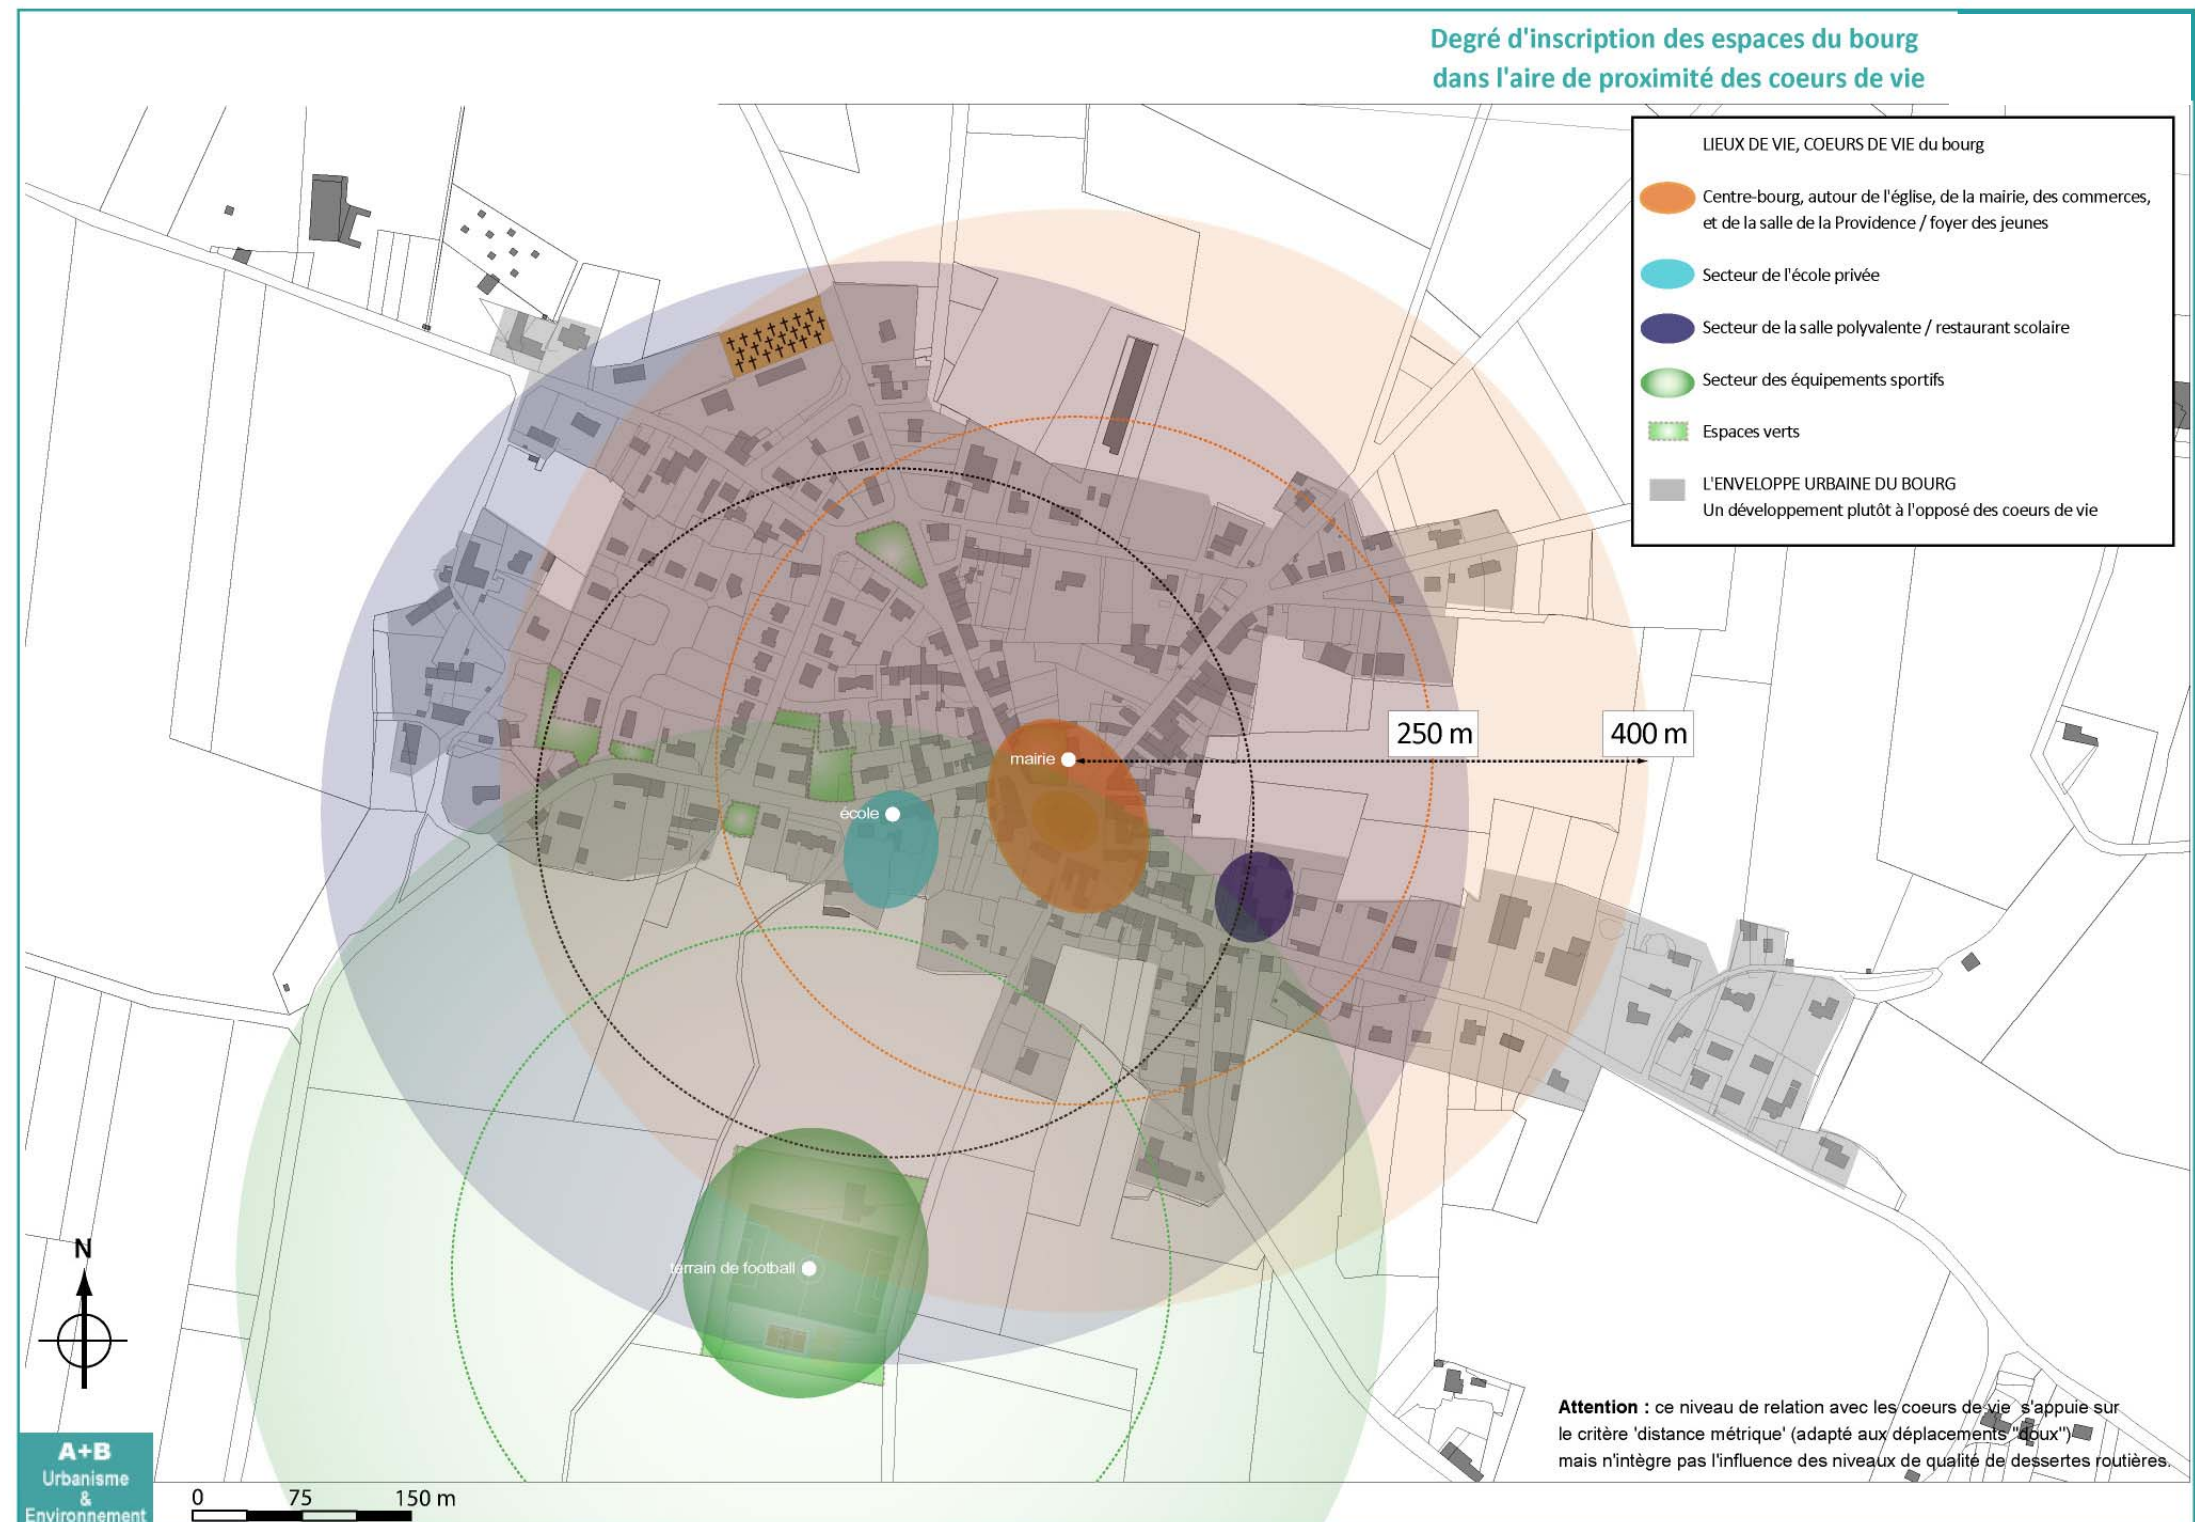 Degré d'inscription des espaces du bourg
dans l'aire de proximité des coeurs de vie
LIEUX DE VIE, COEURS DE VIE du bourg
Centre-bourg, autour de l'église, de la mairie, des commerces,
et de la salle de la Providence / foyer des jeunes
Secteur de l'école privée
Secteur de la salle polyvalente / restaurant scolaire
Secteur des équipements sportifs
Espaces verts
L'ENVELOPPE URBAINE DU BOURG
Un développement plutôt à l'opposé des coeurs de vie
250 m
400 m
mairie
école
terrain de football
N
Attention : ce niveau de relation avec les coeurs de vie s'appuie sur
le critère 'distance métrique' (adapté aux déplacements "doux")
mais n'intègre pas l'influence des niveaux de qualité de dessertes routières.
A+B
Urbanisme
&
Environnement
0 75 150 m